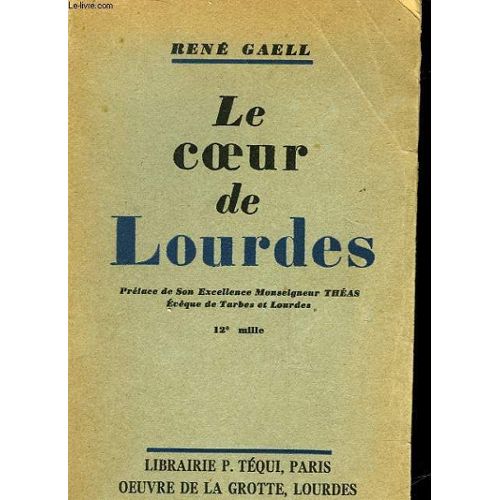 Le-livre.com
RENÉ GAELL
Le
cœur
de
Lourdes
Préface de Son Excellence Monseigneur THÉAS
Évêque de Tarbes et Lourdes
12e mille
LIBRAIRIE P. TÉQUI, PARIS
OEUVRE DE LA GROTTE, LOURDES